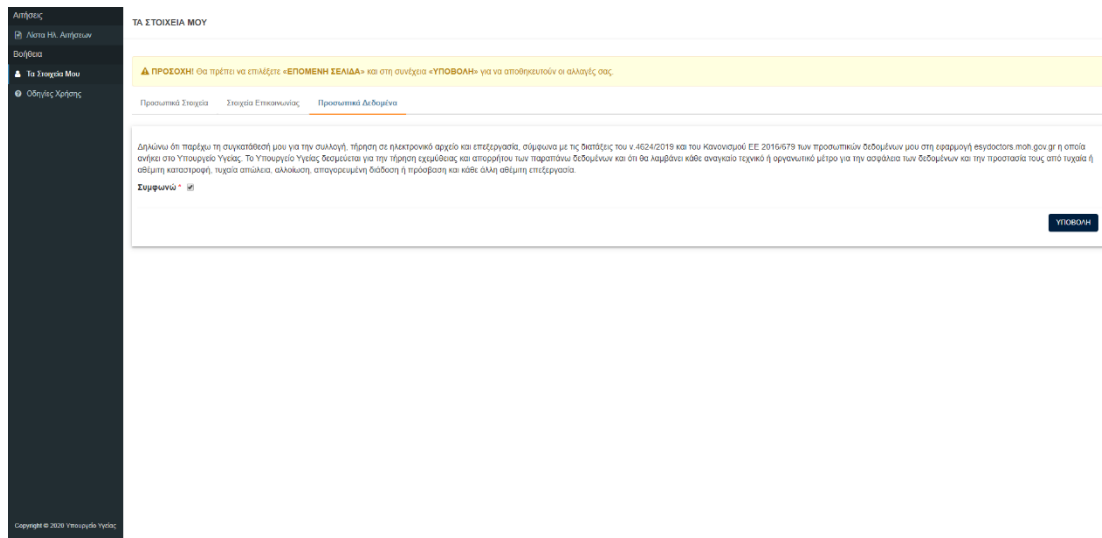 Αιτήσεις
Λίστα Ηλ. Αιτήσεων
Βοήθεια
Τα Στοιχεία Μου
Οδηγίες Χρήσης
ΤΑ ΣΤΟΙΧΕΙΑ ΜΟΥ
ΠΡΟΣΟΧΗ! Θα πρέπει να επιλέξετε «ΕΠΟΜΕΝΗ ΣΕΛΙΔΑ» και στη συνέχεια «ΥΠΟΒΟΛΗ» για να αποθηκευτούν οι αλλαγές σας.
Προσωπικά Στοιχεία Στοιχεία Επικοινωνίας Προσωπικά Δεδομένα
Δηλώνω ότι παρέχω τη συγκατάθεσή μου για την συλλογή, τήρηση σε ηλεκτρονικό αρχείο και επεξεργασία, σύμφωνα με τις διατάξεις του ν.4624/2019 και του Κανονισμού ΕΕ 2016/679 των προσωπικών δεδομένων μου στη εφαρμογή esydoctors.moh.gov.gr η οποία
ανήκει στο Υπουργείο Υγείας. Το Υπουργείο Υγείας δεσμεύεται για την τήρηση εχεμύθειας και απορρήτου των παραπάνω δεδομένων και ότι θα λαμβάνει κάθε αναγκαίο τεχνικό ή οργανωτικό μέτρο για την ασφάλεια των δεδομένων και την προστασία τους από τυχαία ή
αθέμιτη καταστροφή, τυχαία απώλεια, αλλοίωση, απαγορευμένη διάδοση ή πρόσβαση και κάθε άλλη αθέμιτη επεξεργασία.
Συμφωνώ *
ΥΠΟΒΟΛΗ
Copyright © 2020 Υπουργείο Υγείας